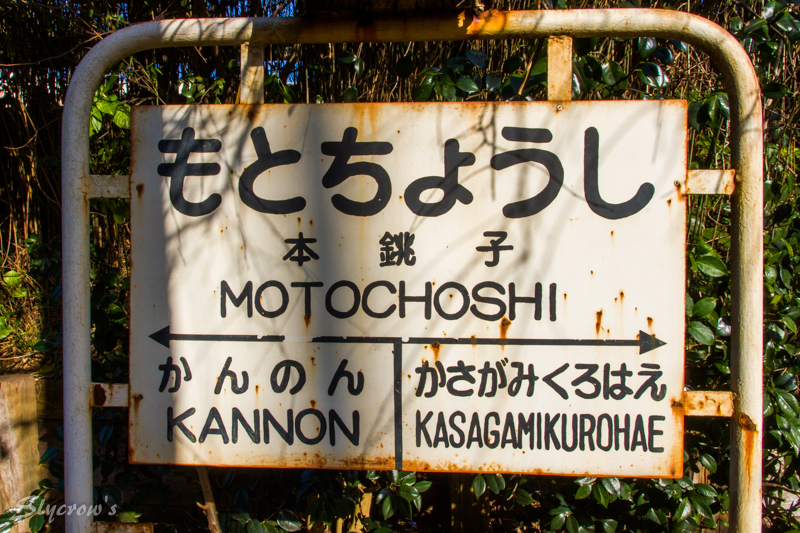 もとちょうし
本銚子
MOTOCHOSHI
かんのん かさがみくろはえ
KANNON KASAGAMIKUROHAE
Slycrow's